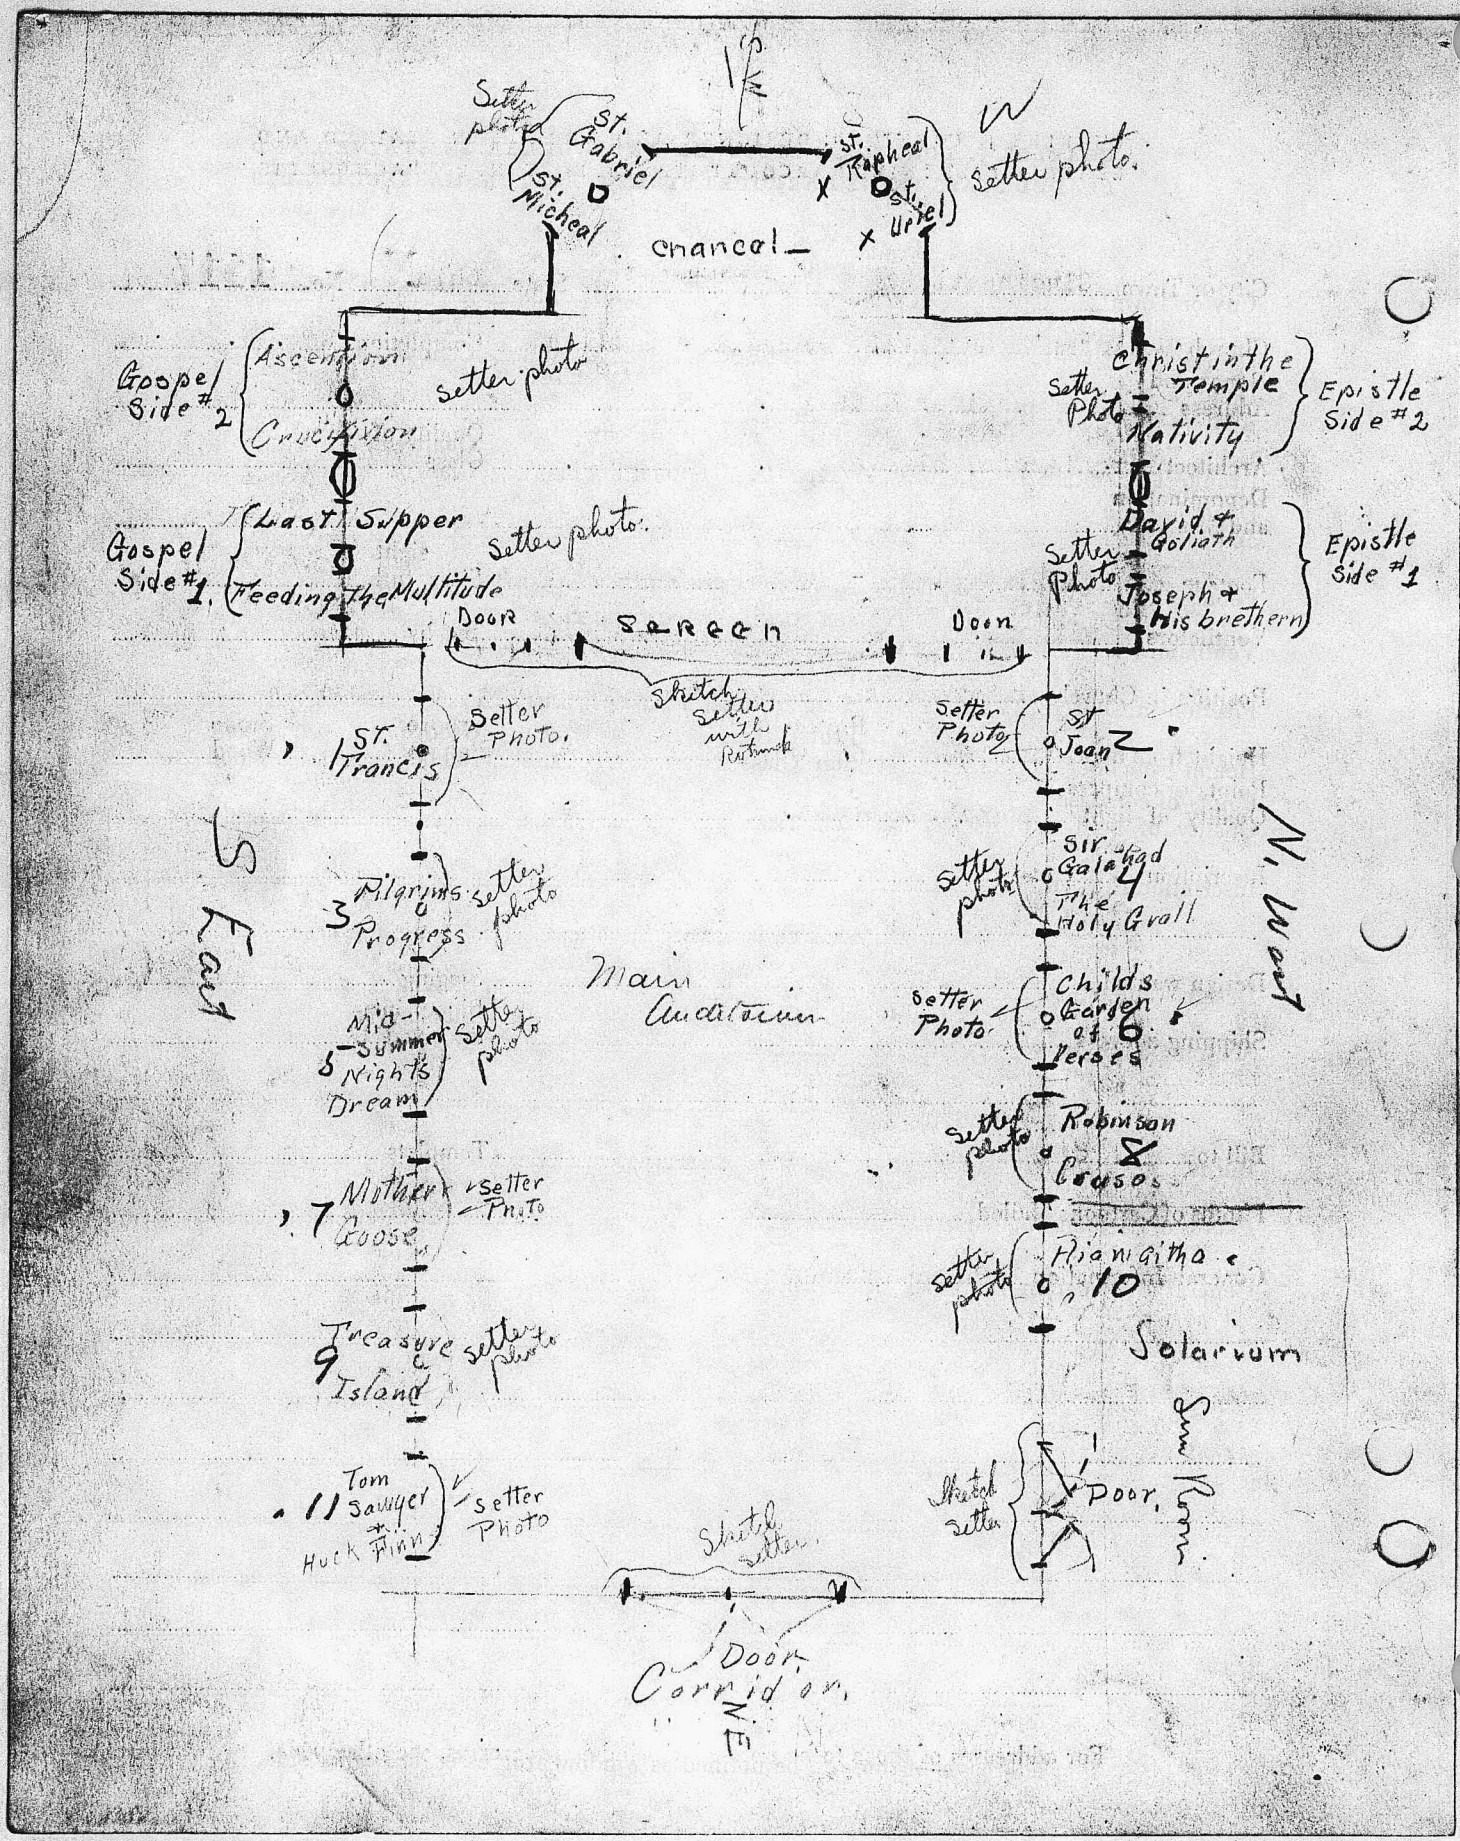 SW
W
Setter
photo
St.
Gabriel
St.
Micheal
St.
Rapheal
x
St.
Uriel
x
Setter photo.
Chancel
Gospel
Side #2
Ascention
Crucifixion
Setter photo
Christ in the
Temple
Nativity
Setter
Photo
Epistle
Side #2
Gospel
Side #1.
Last Supper
Feeding The Multitude
Setter photo.
David +
Goliath
Joseph +
His brethern
Setter
Photo
Epistle
Side #1
Door
Screen
Door
Sketch
Setter
with
1 St.
Francis
Setter
Photo.
Setter
Photo
St
Joan 2
S East
N. West
3 Pilgrims
Progress
Setter
photo
Setter
photo
Sir
Galahad
4
The
Holy Grail
Main
Auditorium
5 Mid-
Summer
Nights
Dream
Setter
photo
Setter
Photo
Childs
Garden
of 6
Verses
Setter
photo
Robinson
8
Cruso
7 Mother
Goose
Setter
Photo
Setter
photo
Hiawaitha
10
9 Treasure
Island
Setter
photo
Solarium
Sun Room
11 Tom
Sawyer
+
Huck Finn
Setter
Photo
Sketch
Setter
Door.
Sketch
Setter.
Door
Corridor.
N.E